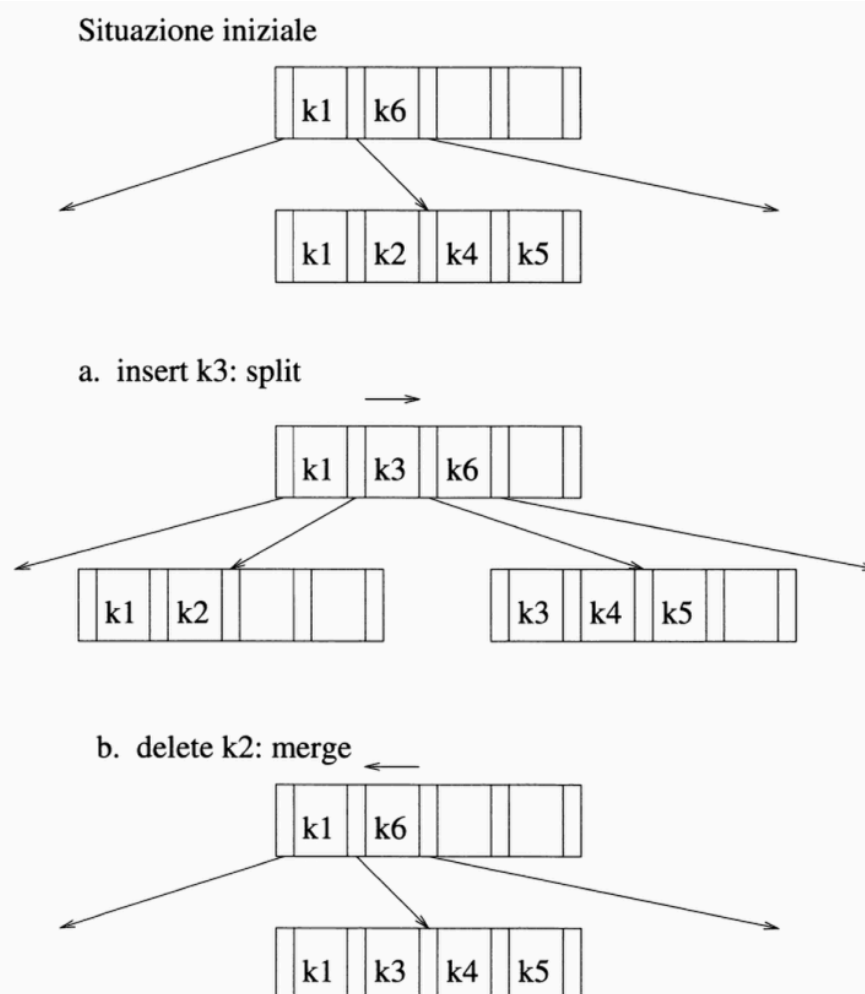 Situazione iniziale
k1 k6
k1 k2 k4 k5
a. insert k3: split
k1 k3 k6
k1 k2
k3 k4 k5
b. delete k2: merge
k1 k6
k1 k3 k4 k5